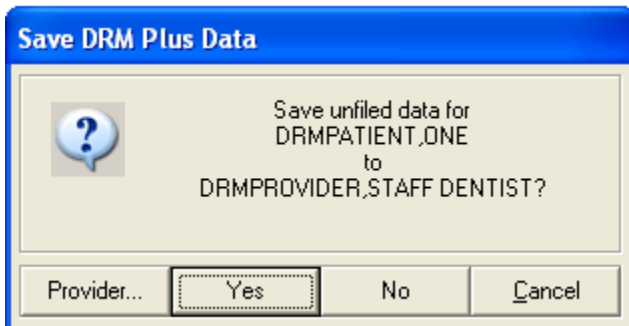 Save DRM Plus Data
Save unfiled data for
DRMPATIENT,ONE
to
DRMPROVIDER,STAFF DENTIST?
Provider... Yes No Cancel